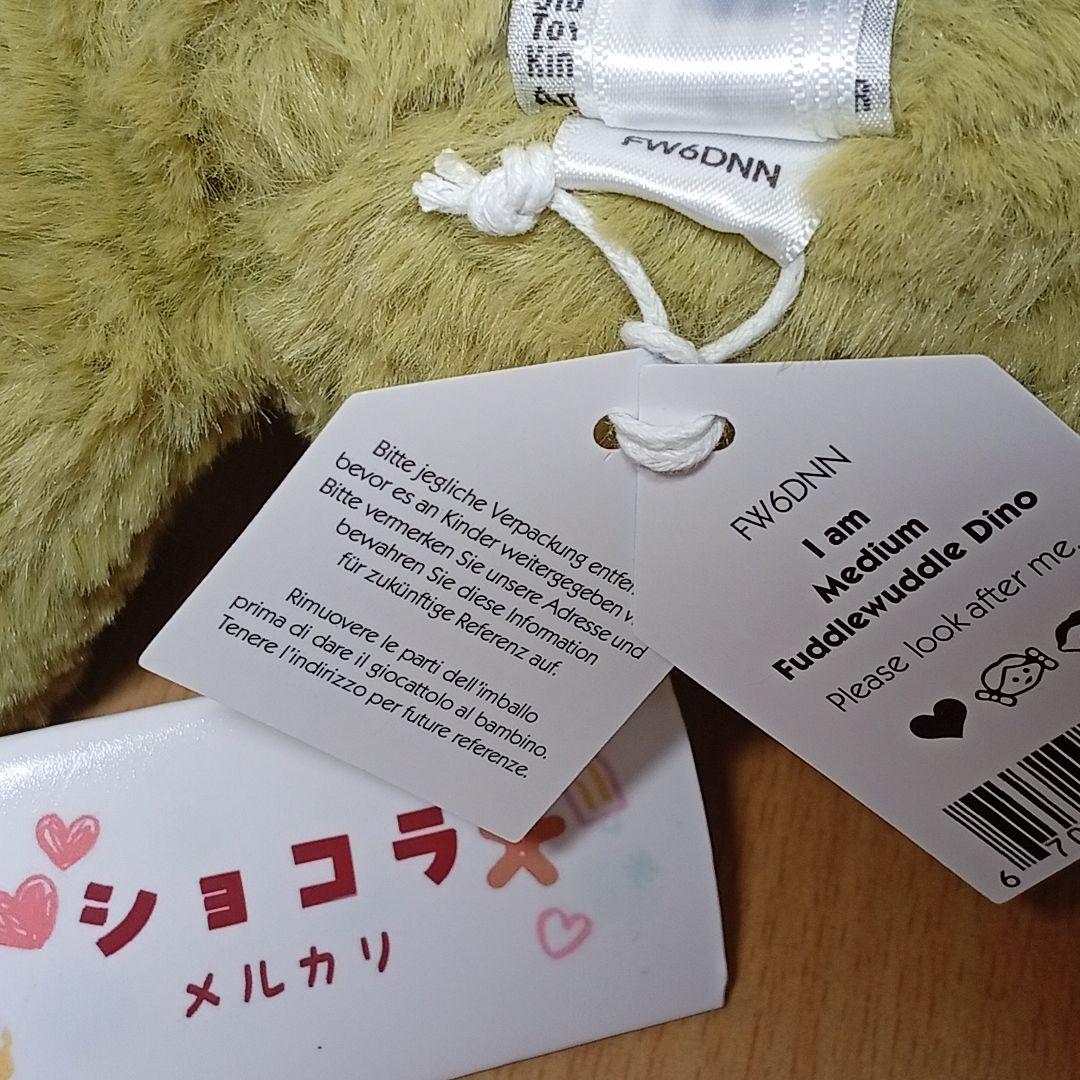 FW6DNN
Bitte jegliche Verpackung
bevor es an Kinder weitergegeben
Bitte vermerken Sie unsere Adresse und
bewahren Sie diese Information
für zukünftige Referenz auf.
Rimuovere le parti dell'imballo
prima di dare il giocattolo al bambino.
Tenere l'indirizzo per future referenze.
FW6DNN
I am
Medium
Fuddlewuddle Dino
Please look after me.
6
ショコラ
メルカリ